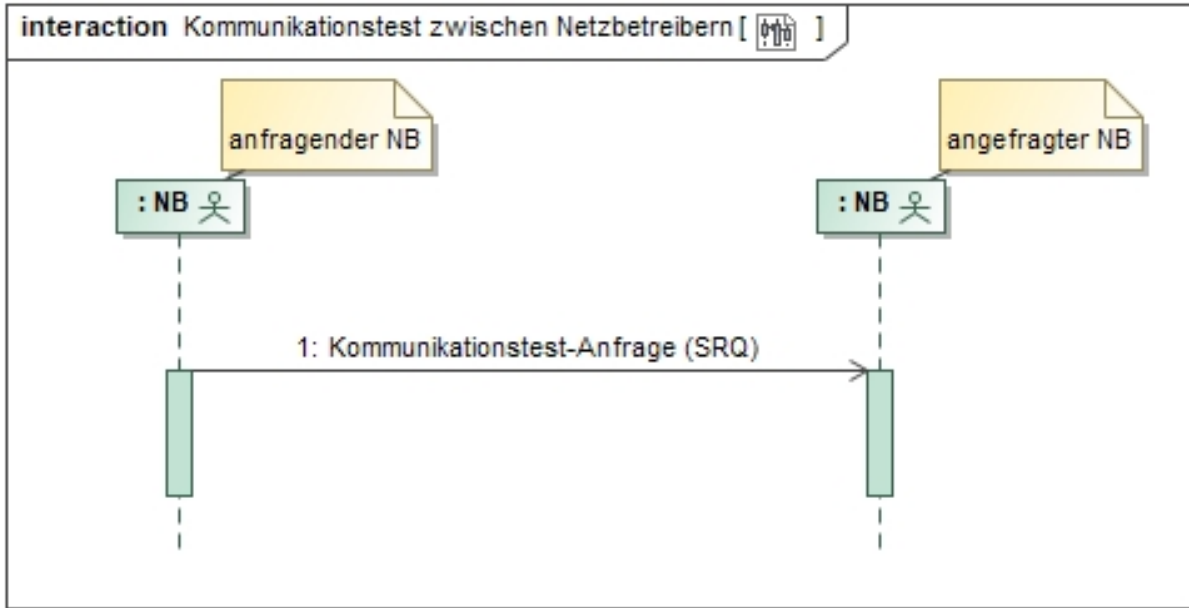 interaction Kommunikationstest zwischen Netzbetreibern [ ]
anfragender NB
angefragter NB
: NB
: NB
1: Kommunikationstest-Anfrage (SRQ)